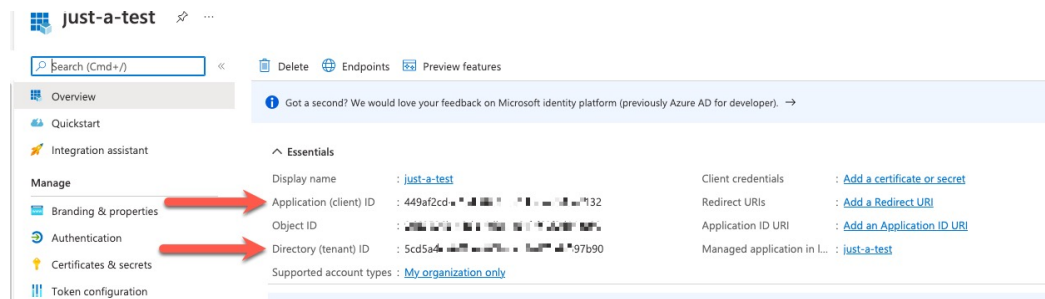 just-a-test
Search (Cmd+/)
Overview
Quickstart
Integration assistant
Manage
Branding & properties
Authentication
Certificates & secrets
Token configuration
Delete Endpoints Preview features
Got a second? We would love your feedback on Microsoft identity platform (previously Azure AD for developer). →
Essentials
Display name : just-a-test
Application (client) ID : 449af2cd- 132
Object ID :
Directory (tenant) ID : 5cd5a4 -97b90
Supported account types : My organization only
Client credentials : Add a certificate or secret
Redirect URIs : Add a Redirect URI
Application ID URI : Add an Application ID URI
Managed application in l... : just-a-test